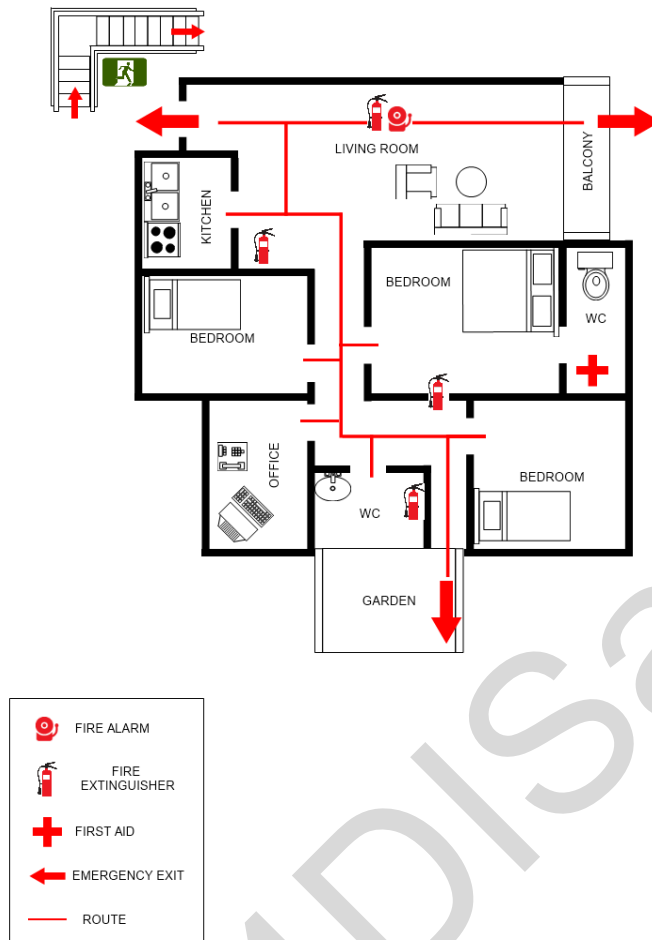 LIVING ROOM
BALCONY
KITCHEN
BEDROOM
WC
BEDROOM
OFFICE
BEDROOM
WC
GARDEN
FIRE ALARM
FIRE
EXTINGUISHER
FIRST AID
EMERGENCY EXIT
ROUTE